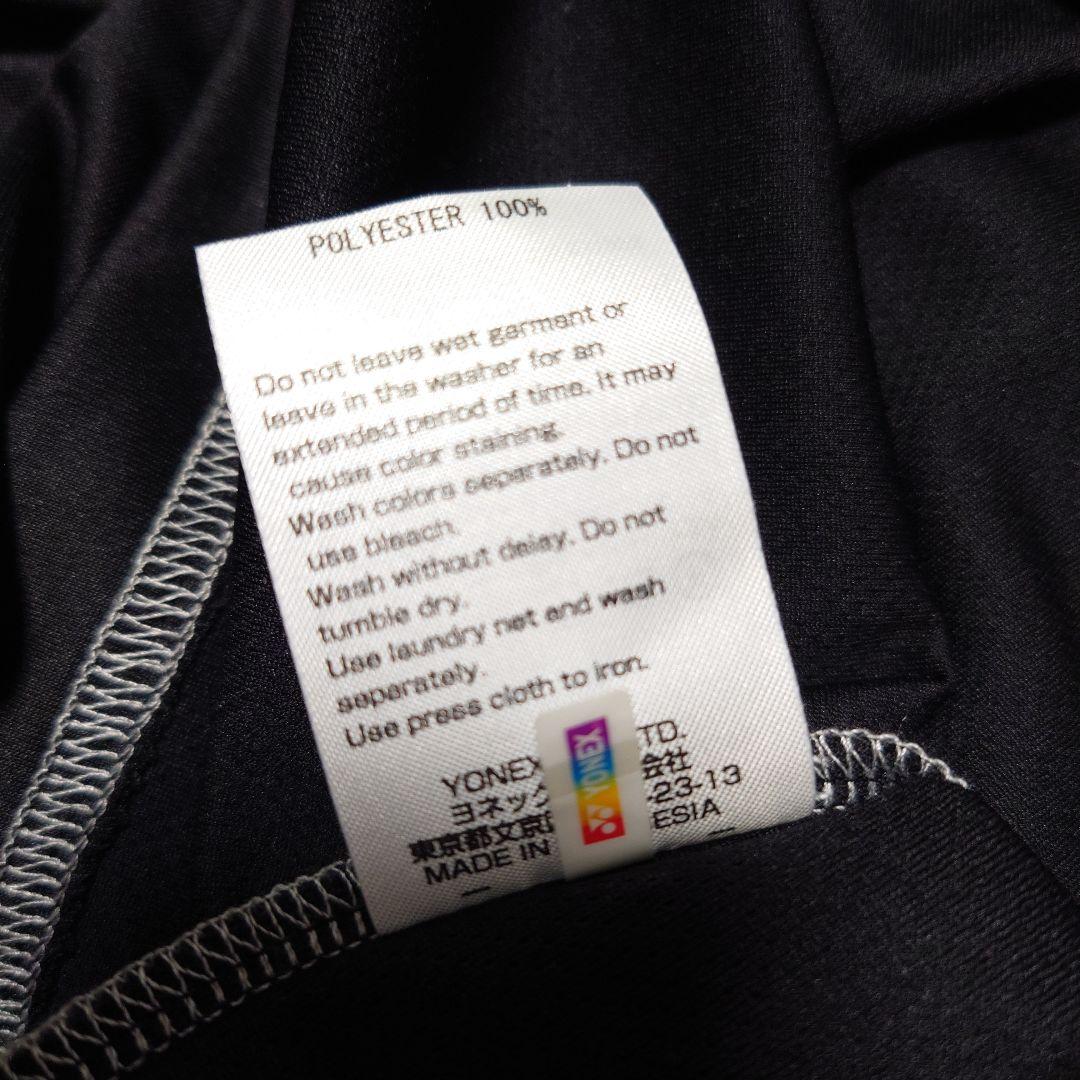 POLYESTER 100%
Do not leave wet garment or
leave in the washer for an
extended period of time. It may
cause color staining.
Wash colors separately. Do not
use bleach.
Wash without delay. Do not
tumble dry.
Use laundry net and wash
separately.
Use press cloth to iron.
YONEX TD.
ヨネック 会社
東京都文京 -23-13
MADE IN ESIA
YONEX